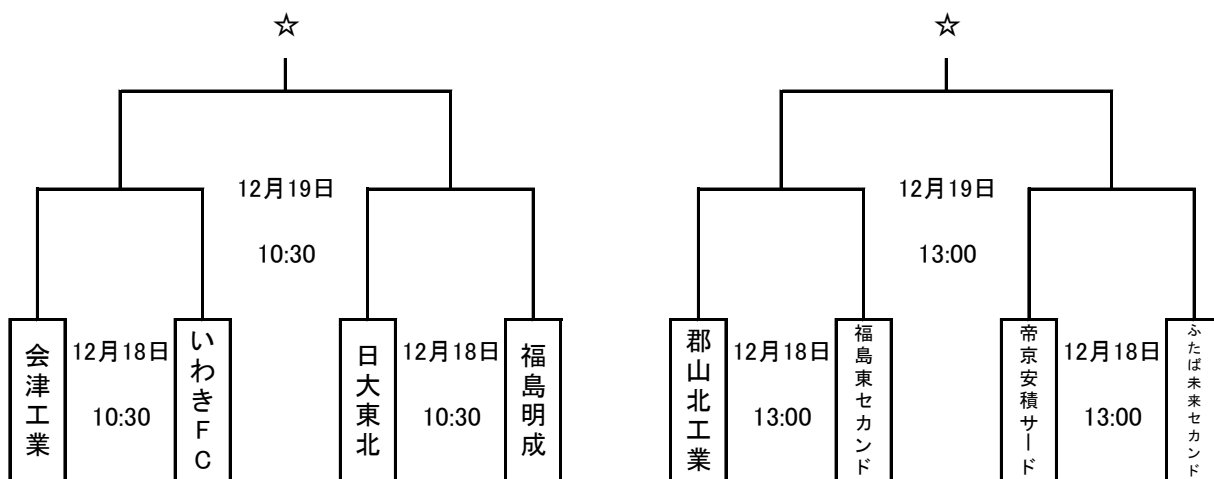 ☆
☆
12月19日
10:30
12月19日
13:00
会津工業
12月18日
10:30
いわきFC
日大東北
12月18日
10:30
福島明成
郡山北工業
12月18日
13:00
福島東セカンド
帝京安積サード
12月18日
13:00
ふたば未来セカンド